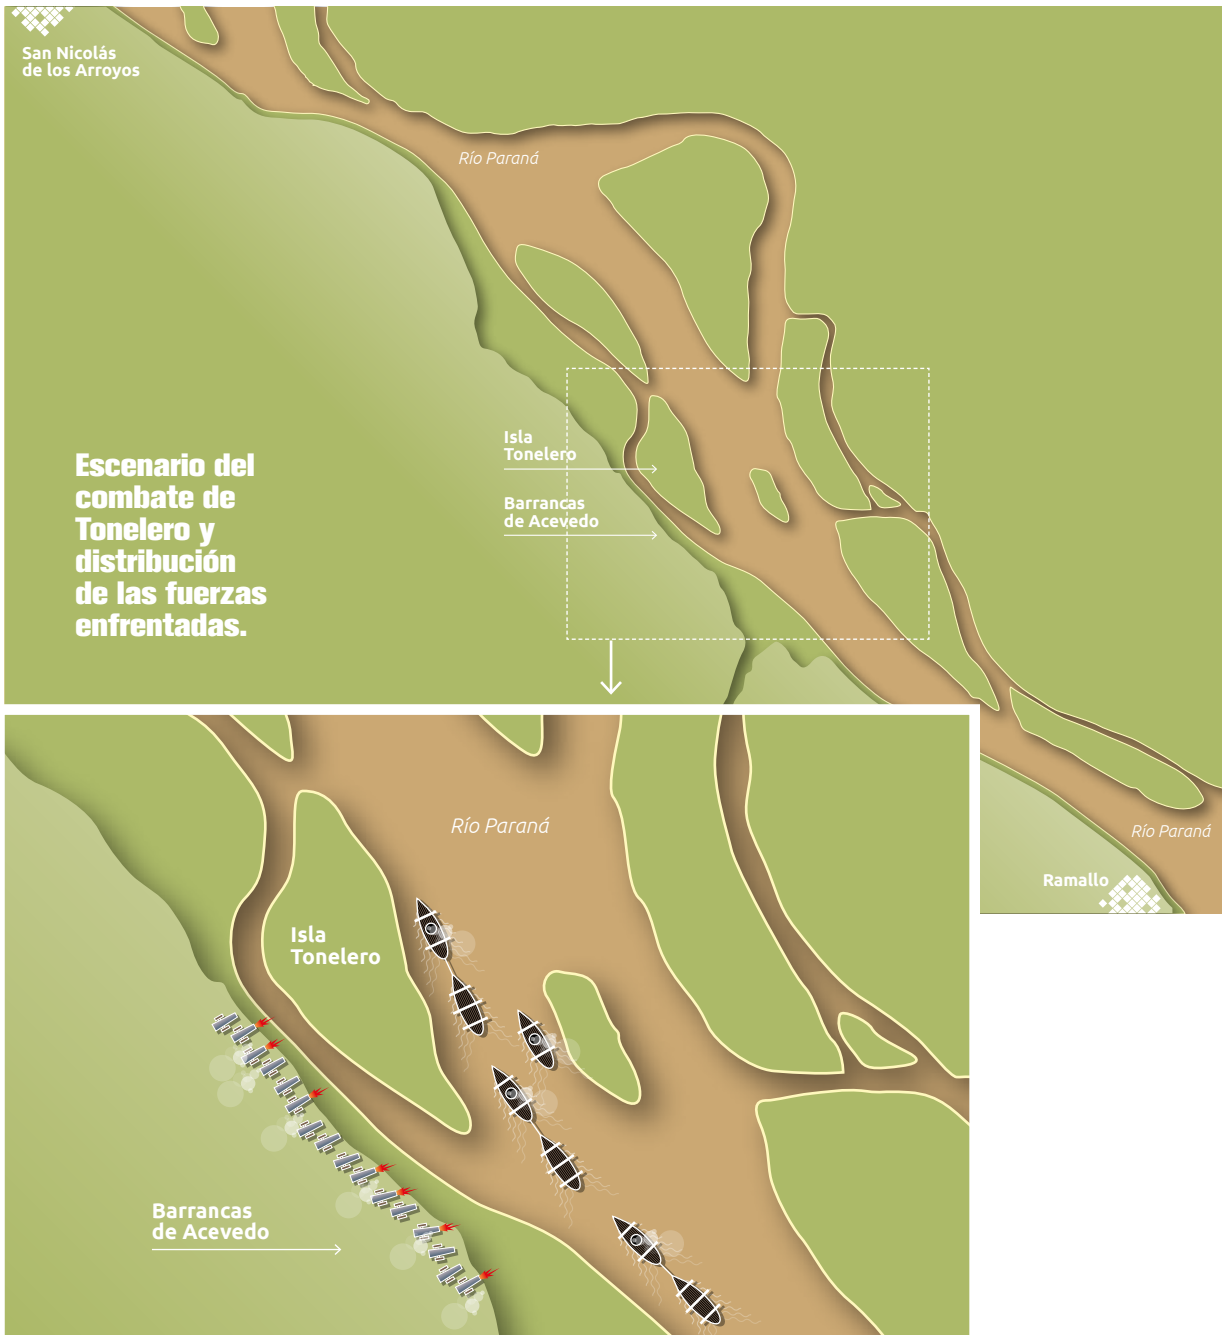 San Nicolás
de los Arroyos
Río Paraná
Isla
Tonelero
Barrancas
de Acevedo
Escenario del
combate de
Tonelero y
distribución
de las fuerzas
enfrentadas.
Río Paraná
Río Paraná
Ramallo
Isla
Tonelero
Barrancas
de Acevedo